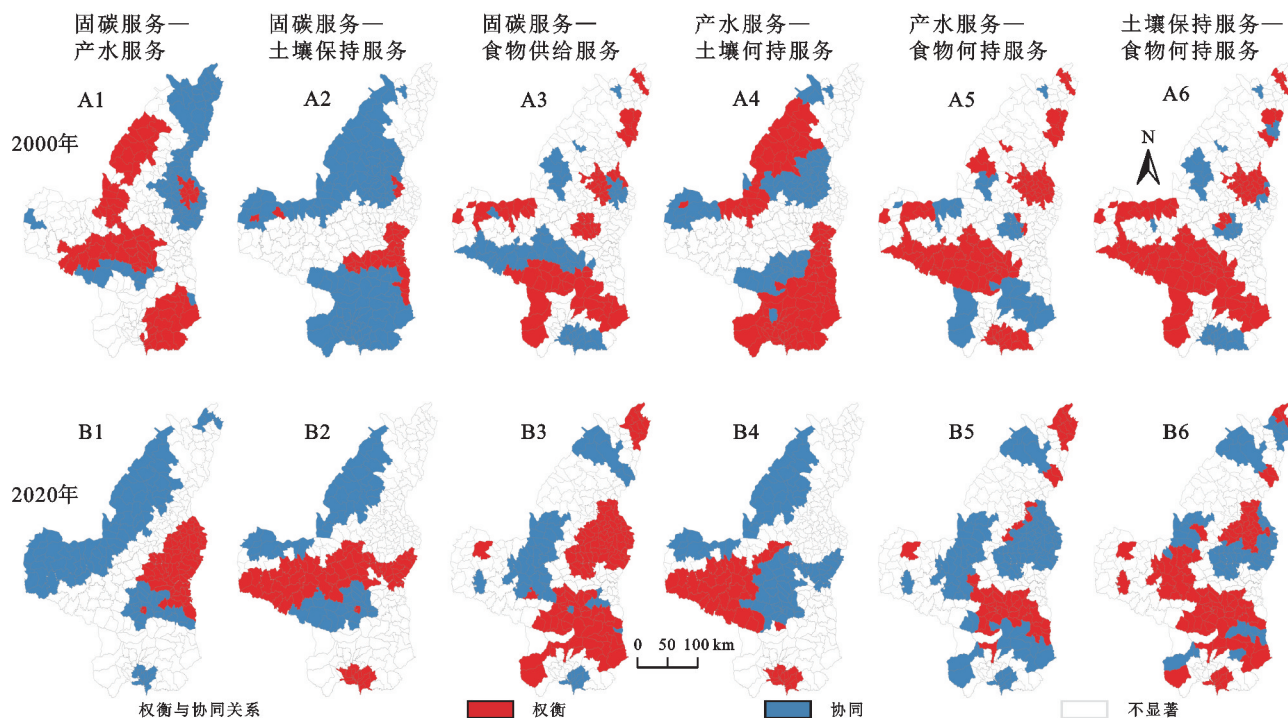 固碳服务—
产水服务
固碳服务—
土壤保持服务
固碳服务—
食物供给服务
产水服务—
土壤何持服务
产水服务—
食物何持服务
土壤保持服务—
食物何持服务
A1
A2
A3
A4
A5
A6
2000年
N
B1
B2
B3
B4
B5
B6
2020年
0 50 100 km
权衡与协同关系
权衡
协同
不显著